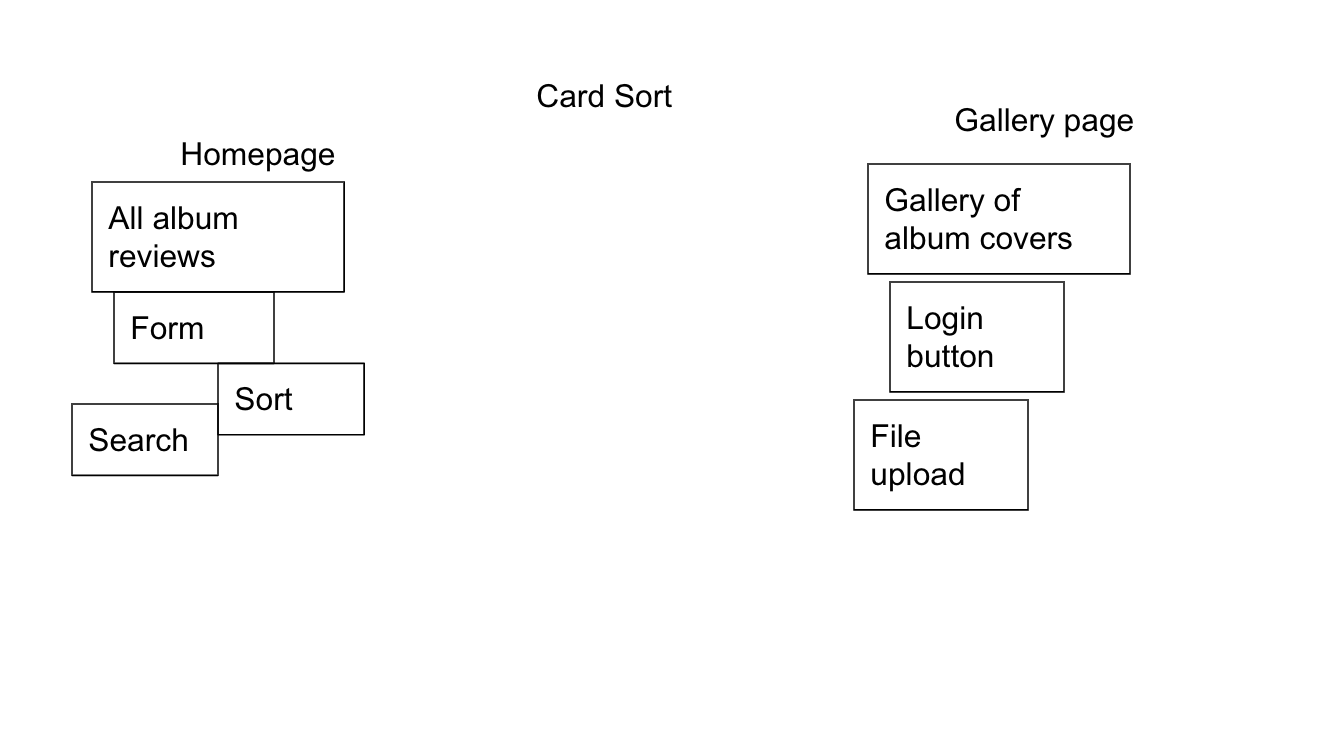 Card Sort
Homepage
All album
reviews
Form
Sort
Search
Gallery page
Gallery of
album covers
Login
button
File
upload